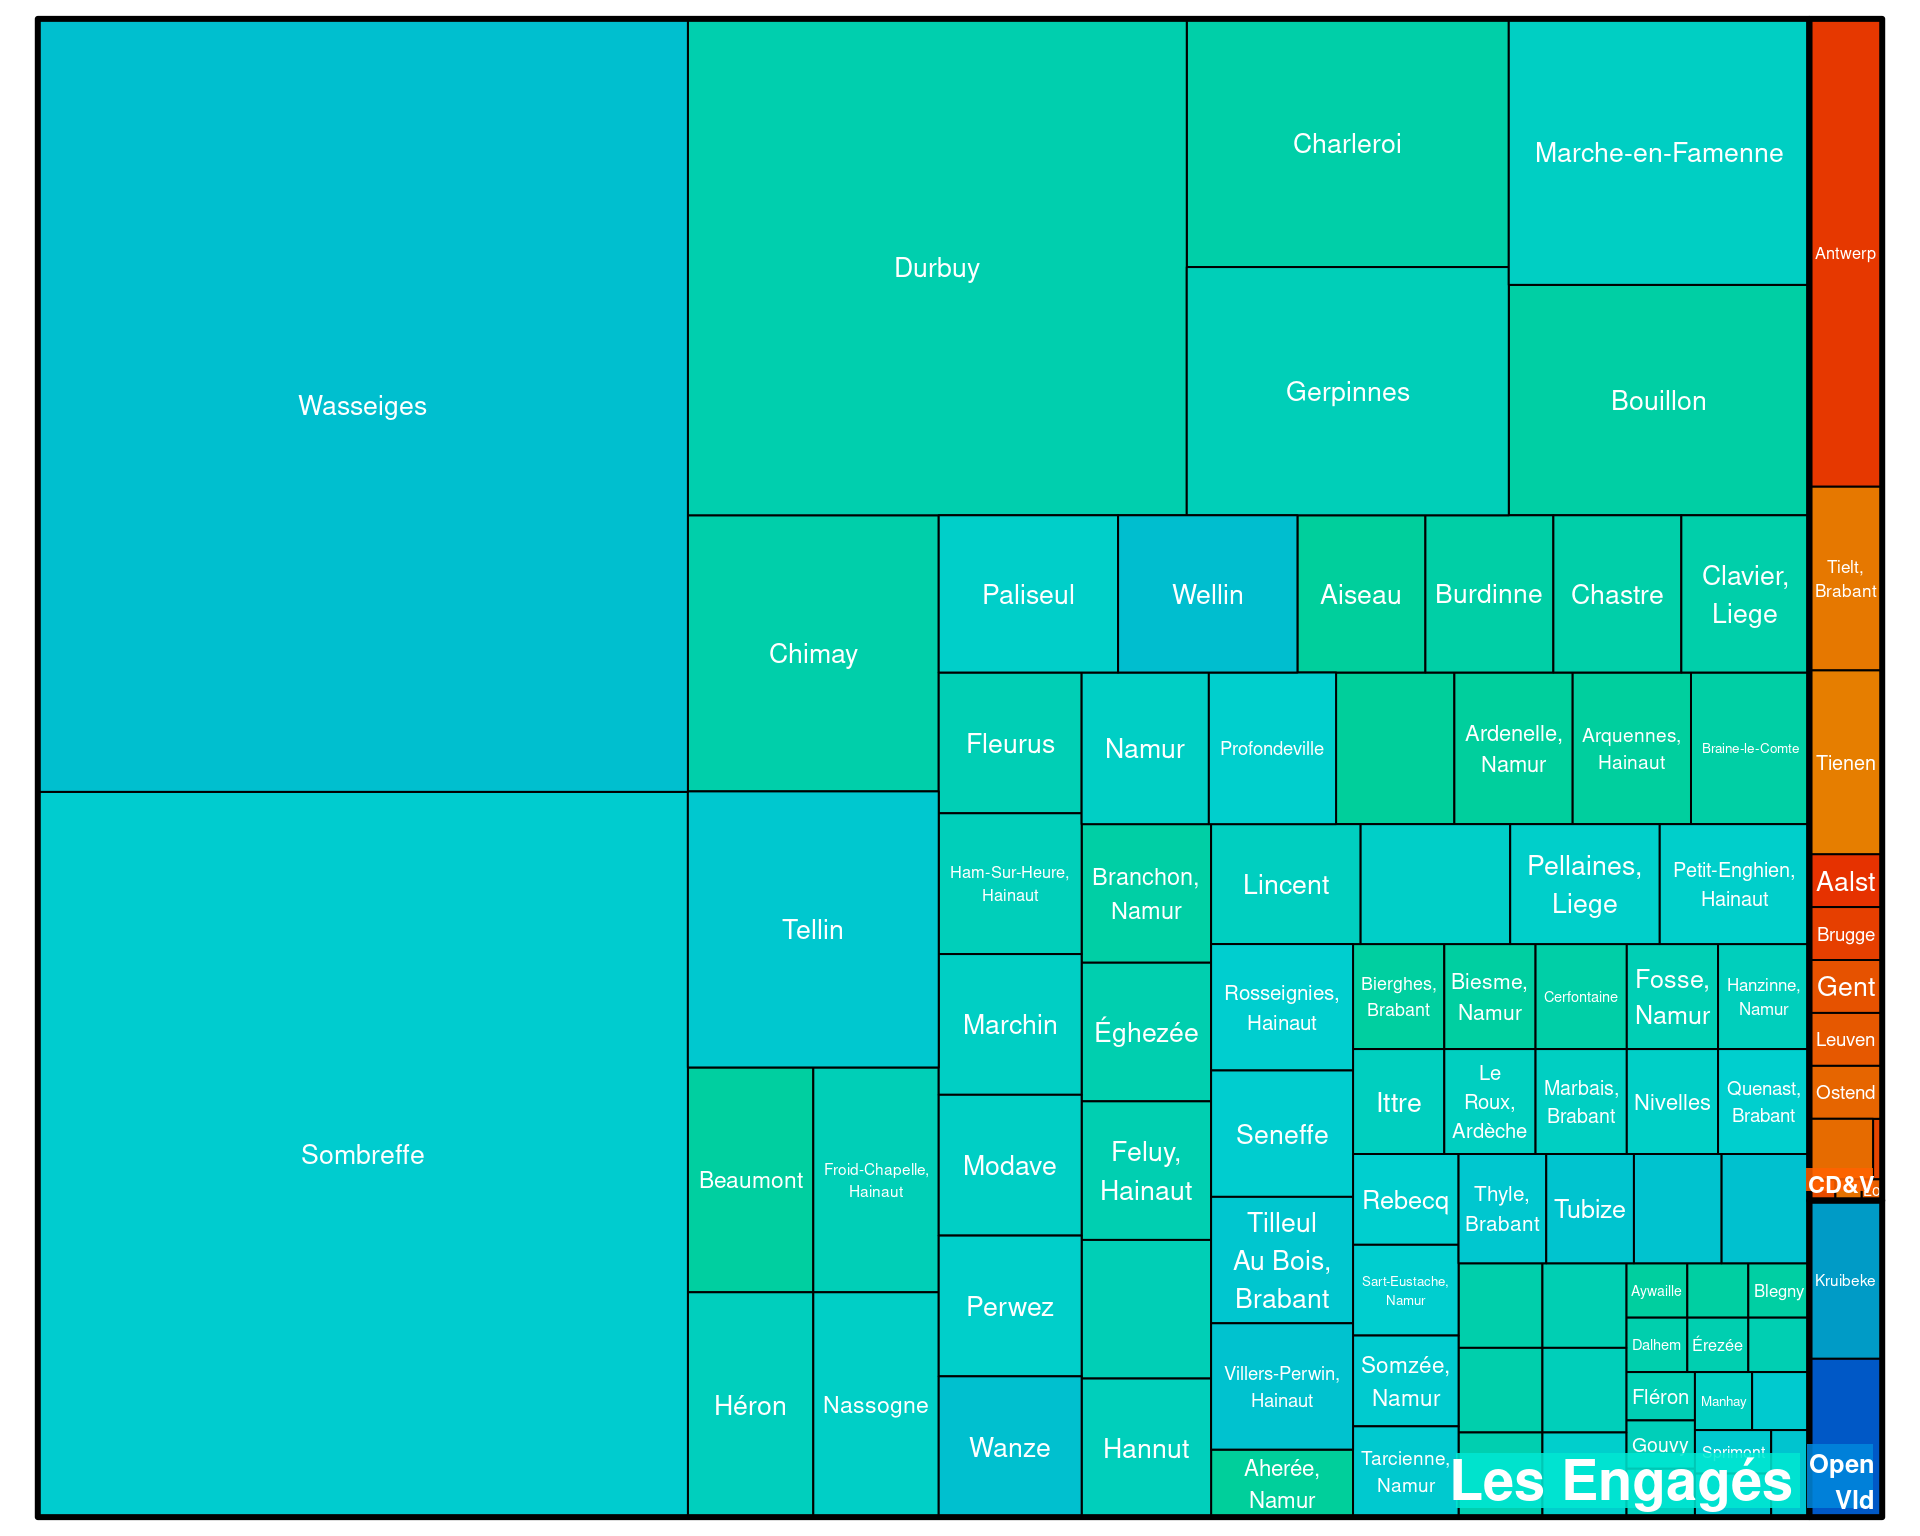 Wasseiges
Sombreffe
Durbuy
Charleroi
Gerpinnes
Marche-en-Famenne
Bouillon
Chimay
Tellin
Beaumont
Froid-Chapelle,
Hainaut
Héron
Nassogne
Paliseul
Wellin
Aiseau
Burdinne
Chastre
Clavier,
Liege
Fleurus
Ham-Sur-Heure,
Hainaut
Marchin
Modave
Perwez
Wanze
Namur
Profondeville
Ardenelle,
Namur
Arquennes,
Hainaut
Braine-le-Comte
Branchon,
Namur
Éghezée
Feluy,
Hainaut
Hannut
Lincent
Pellaines,
Liege
Petit-Enghien,
Hainaut
Rosseignies,
Hainaut
Seneffe
Tilleul
Au Bois,
Brabant
Villers-Perwin,
Hainaut
Aherée,
Namur
Bierghes,
Brabant
Biesme,
Namur
Cerfontaine
Fosse,
Namur
Hanzinne,
Namur
Ittre
Le
Roux,
Ardèche
Marbais,
Brabant
Nivelles
Quenast,
Brabant
Rebecq
Sart-Eustache,
Namur
Somzée,
Namur
Tarcienne,
Namur
Thyle,
Brabant
Tubize
Aywaille
Blegny
Dalhem
Érezée
Fléron
Manhay
Gouvy
Sprimont
Les Engagés
Antwerp
Tielt,
Brabant
Tienen
Aalst
Brugge
Gent
Leuven
Ostend
CD&V
Kruibeke
Open
Vld